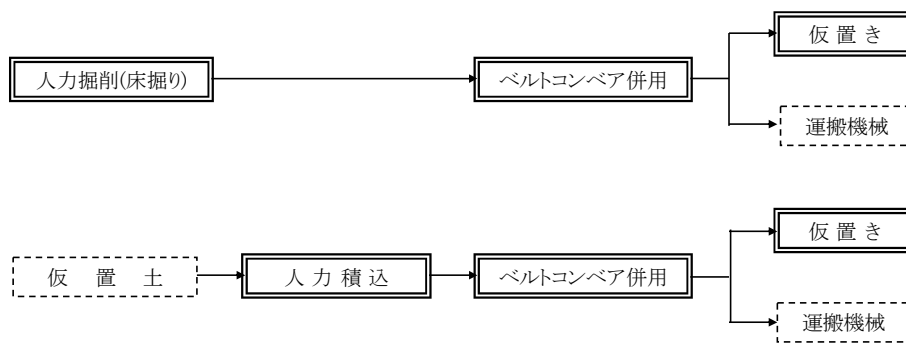 仮 置 き
人力掘削(床掘り)
ベルトコンベア併用
運搬機械
仮 置 き
仮 置 土
人 力 積 込
ベルトコンベア併用
運搬機械